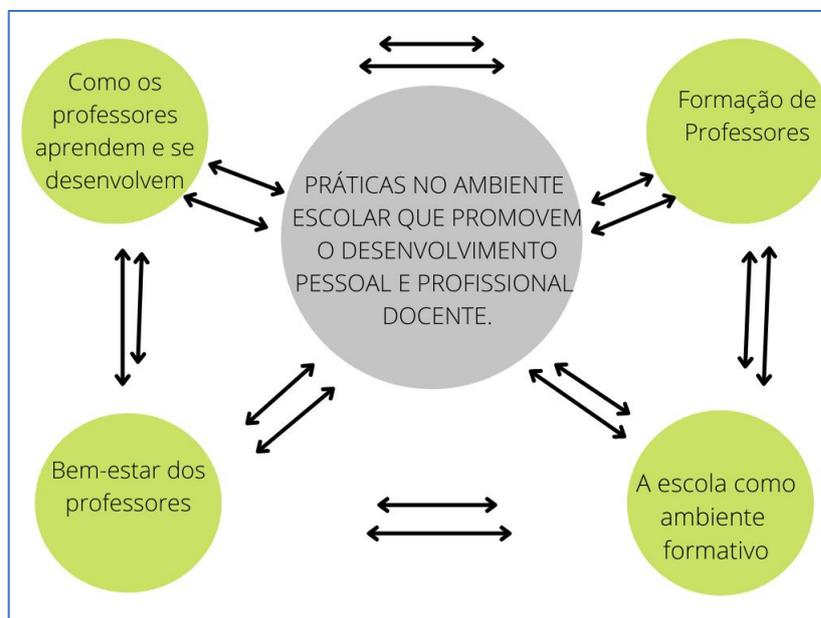 Como os
professores
aprendem e se
desenvolvem
Formação de
Professores
PRÁTICAS NO AMBIENTE
ESCOLAR QUE PROMOVEM
O DESENVOLVIMENTO
PESSOAL E PROFISSIONAL
DOCENTE.
Bem-estar dos
professores
A escola como
ambiente
formativo